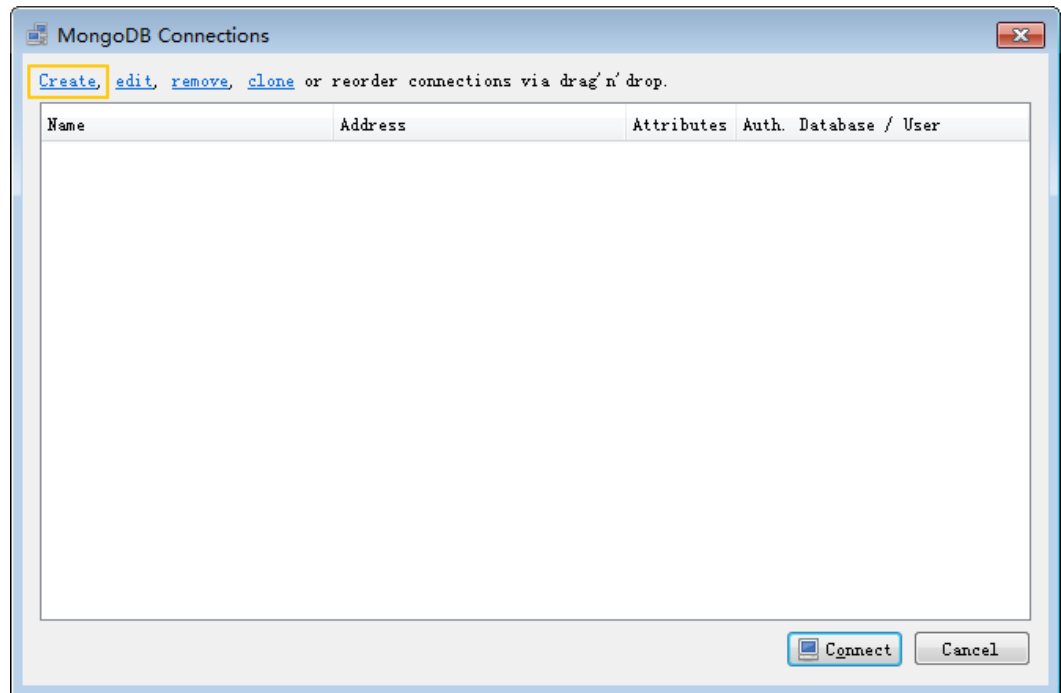 MongoDB Connections
Create, edit, remove, clone or reorder connections via drag'n'drop.
Name Address Attributes Auth. Database / User
Connect Cancel